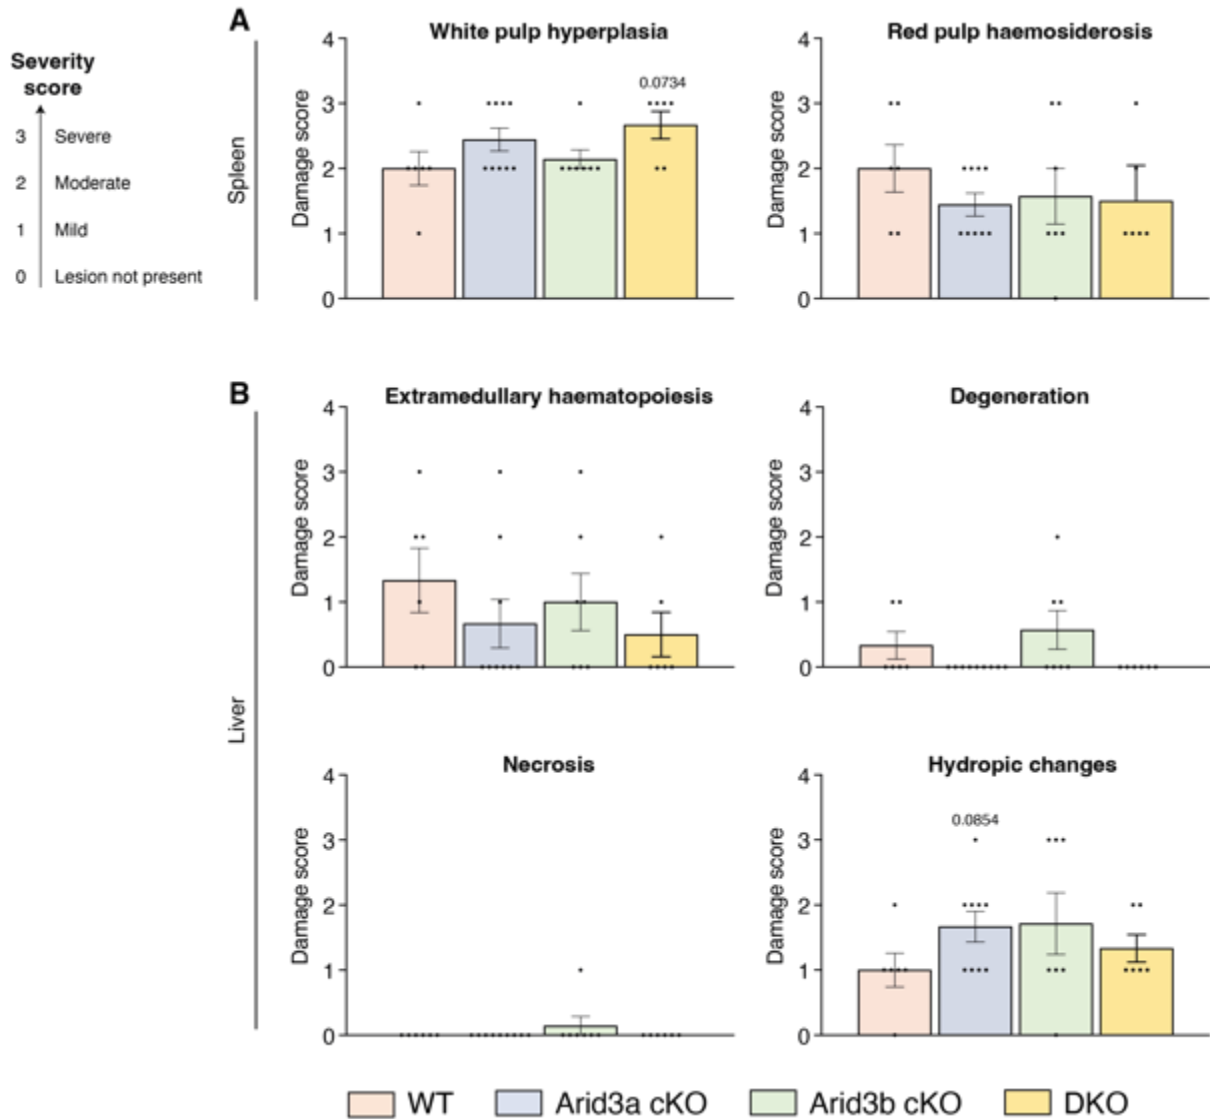 Severity
score
3 Severe
2 Moderate
1 Mild
0 Lesion not present
A
Spleen
White pulp hyperplasia
Damage score
4
3
2
1
0
0.0734
Red pulp haemosiderosis
Damage score
4
3
2
1
0
B
Liver
Extramedullary haematopoiesis
Damage score
4
3
2
1
0
Degeneration
Damage score
4
3
2
1
0
Necrosis
Damage score
4
3
2
1
0
Hydropic changes
Damage score
4
3
2
1
0
0.0854
WT Arid3a cKO Arid3b cKO DKO